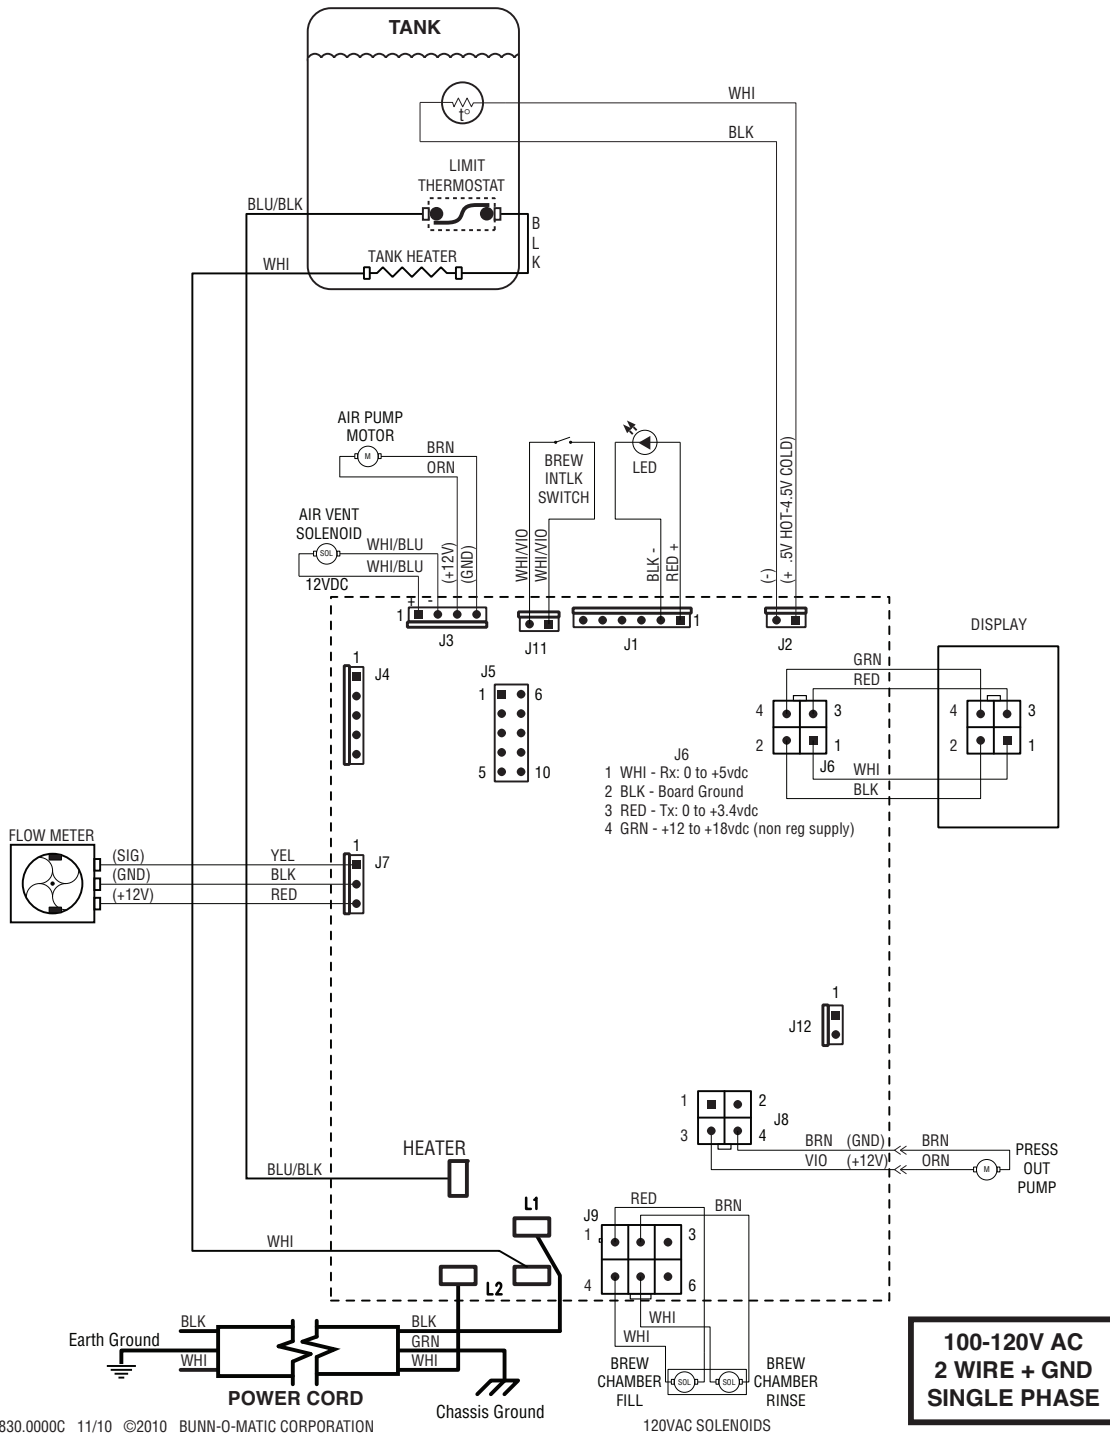 TANK
t°
WHI
BLK
LIMIT
THERMOSTAT
BLU/BLK
B
L
K
TANK HEATER
WHI
AIR PUMP
MOTOR
M
BRN
ORN
AIR VENT
SOLENOID
SOL
WHI/BLU
WHI/BLU
12VDC
(+12V)
(GND)
BREW
INTLK
SWITCH
WHI/VIO
WHI/VIO
LED
BLK -
RED +
(-)
(+ .5V HOT-4.5V COLD)
+ -
1
J3
J11
J1
1
J2
DISPLAY
1
J4
J5
1 6
5 10
GRN
RED
4 3
2 1
J6
4 3
2 1
WHI
BLK
J6
1 WHI - Rx: 0 to +5vdc
2 BLK - Board Ground
3 RED - Tx: 0 to +3.4vdc
4 GRN - +12 to +18vdc (non reg supply)
FLOW METER
(SIG) YEL
(GND) BLK
(+12V) RED
1
J7
1
J12
1 2
J8
3 4
BRN (GND) BRN
VIO (+12V) ORN
M
PRESS
OUT
PUMP
HEATER
BLU/BLK
L1
WHI
L2
RED
BRN
J9
1 3
4 6
WHI
WHI
BREW
CHAMBER
FILL
SOL
SOL
BREW
CHAMBER
RINSE
120VAC SOLENOIDS
Earth Ground
BLK
WHI
BLK
GRN
WHI
POWER CORD
Chassis Ground
100-120V AC
2 WIRE + GND
SINGLE PHASE
830.0000C 11/10 ©2010 BUNN-O-MATIC CORPORATION